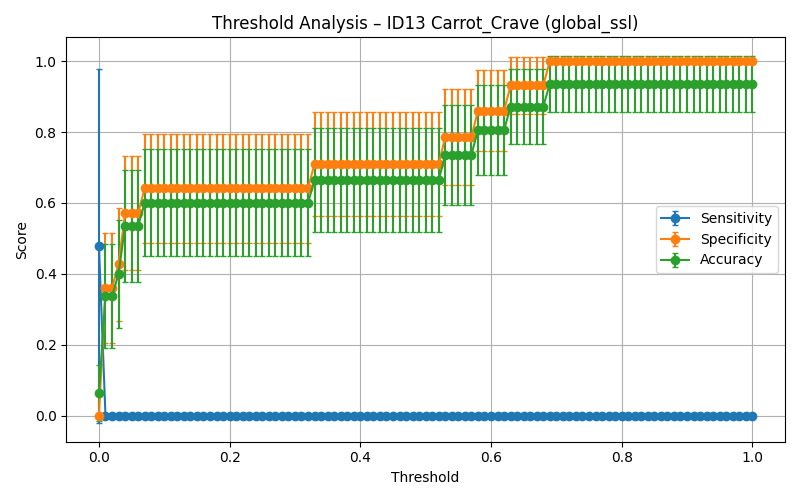 Threshold Analysis – ID13 Carrot_Crave (global_ssl)
1.0
0.8
0.6
0.4
0.2
0.0
Score
Sensitivity
Specificity
Accuracy
0.0 0.2 0.4 0.6 0.8 1.0
Threshold